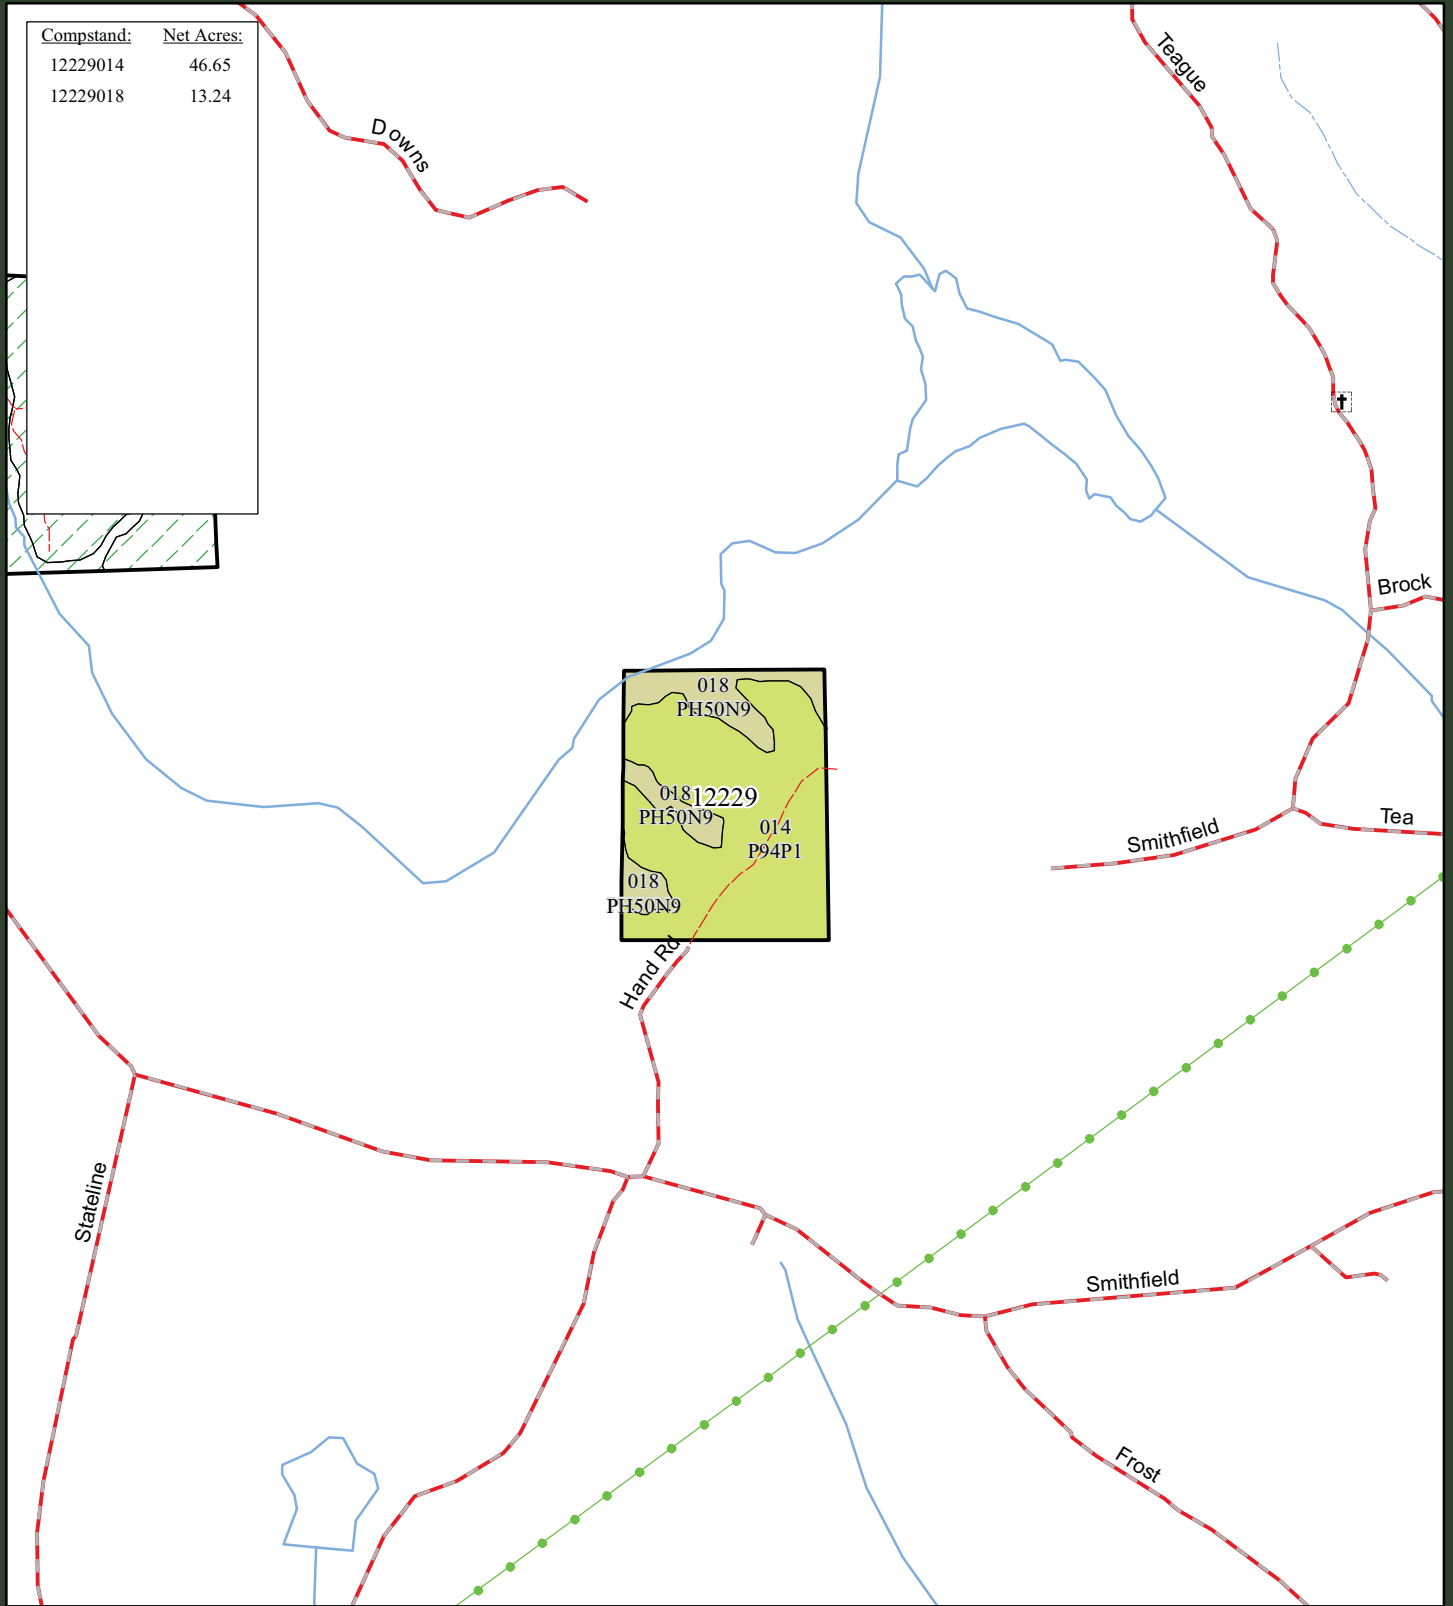 Compstand: Net Acres:
12229014 46.65
12229018 13.24
Downs
Teague
Brock
018
PH50N9
018
PH50N9
12229
014
P94P1
018
PH50N9
Smithfield
Tea
Hand Rd
Stateline
Smithfield
Frost